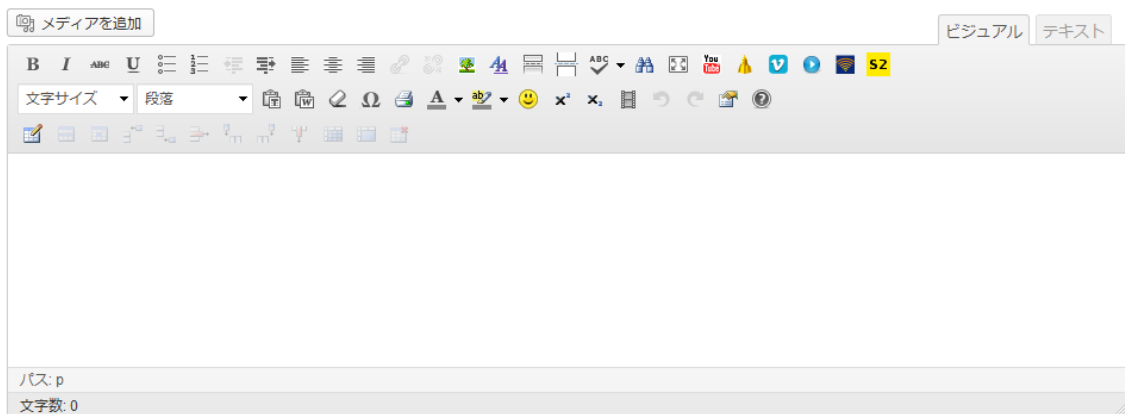 メディアを追加
ビジュアル テキスト
B I ABC U ABC You Tube S2
文字サイズ 段落 T W Ω A ab x² x₂
パス: p
文字数: 0